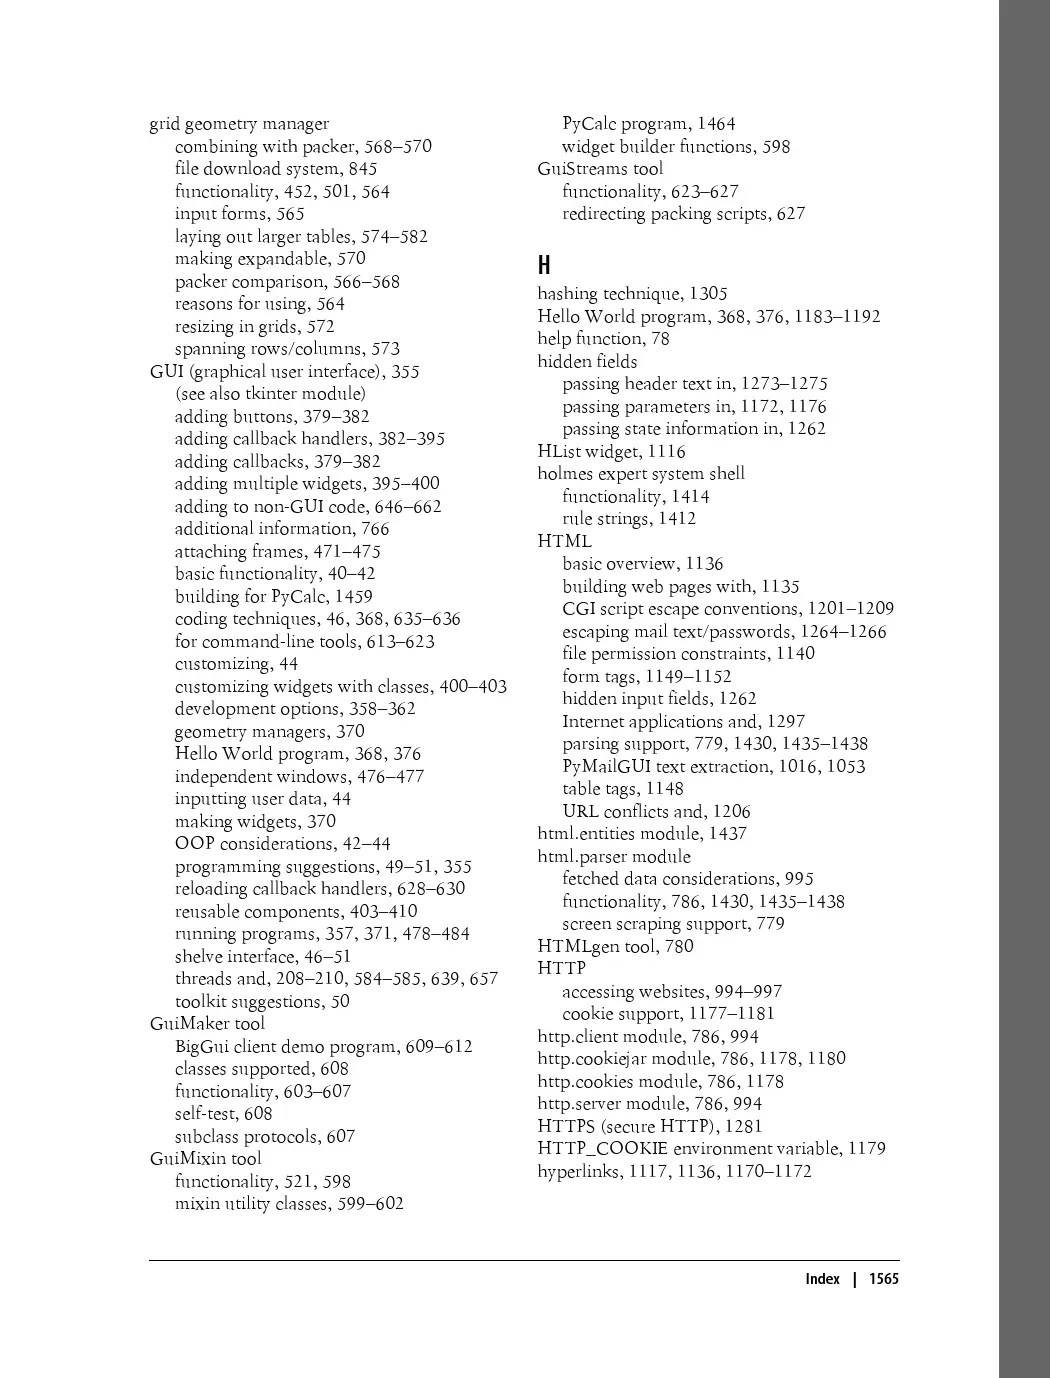 grid geometry manager
combining with packer, 568–570
file download system, 845
functionality, 452, 501, 564
input forms, 565
laying out larger tables, 574–582
making expandable, 570
packer comparison, 566–568
reasons for using, 564
resizing in grids, 572
spanning rows/columns, 573
GUI (graphical user interface), 355
(see also tkinter module)
adding buttons, 379–382
adding callback handlers, 382–395
adding callbacks, 379–382
adding multiple widgets, 395–400
adding to non-GUI code, 646–662
additional information, 766
attaching frames, 471–475
basic functionality, 40–42
building for PyCalc, 1459
coding techniques, 46, 368, 635–636
for command-line tools, 613–623
customizing, 44
customizing widgets with classes, 400–403
development options, 358–362
geometry managers, 370
Hello World program, 368, 376
independent windows, 476–477
inputting user data, 44
making widgets, 370
OOP considerations, 42–44
programming suggestions, 49–51, 355
reloading callback handlers, 628–630
reusable components, 403–410
running programs, 357, 371, 478–484
shelve interface, 46–51
threads and, 208–210, 584–585, 639, 657
toolkit suggestions, 50
GuiMaker tool
BigGui client demo program, 609–612
classes supported, 608
functionality, 603–607
self-test, 608
subclass protocols, 607
GuiMixin tool
functionality, 521, 598
mixin utility classes, 599–602
PyCalc program, 1464
widget builder functions, 598
GuiStreams tool
functionality, 623–627
redirecting packing scripts, 627
H
hashing technique, 1305
Hello World program, 368, 376, 1183–1192
help function, 78
hidden fields
passing header text in, 1273–1275
passing parameters in, 1172, 1176
passing state information in, 1262
HList widget, 1116
holmes expert system shell
functionality, 1414
rule strings, 1412
HTML
basic overview, 1136
building web pages with, 1135
CGI script escape conventions, 1201–1209
escaping mail text/passwords, 1264–1266
file permission constraints, 1140
form tags, 1149–1152
hidden input fields, 1262
Internet applications and, 1297
parsing support, 779, 1430, 1435–1438
PyMailGUI text extraction, 1016, 1053
table tags, 1148
URL conflicts and, 1206
html.entities module, 1437
html.parser module
fetched data considerations, 995
functionality, 786, 1430, 1435–1438
screen scraping support, 779
HTMLgen tool, 780
HTTP
accessing websites, 994–997
cookie support, 1177–1181
http.client module, 786, 994
http.cookiejar module, 786, 1178, 1180
http.cookies module, 786, 1178
http.server module, 786, 994
HTTPS (secure HTTP), 1281
HTTP_COOKIE environment variable, 1179
hyperlinks, 1117, 1136, 1170–1172
Index | 1565